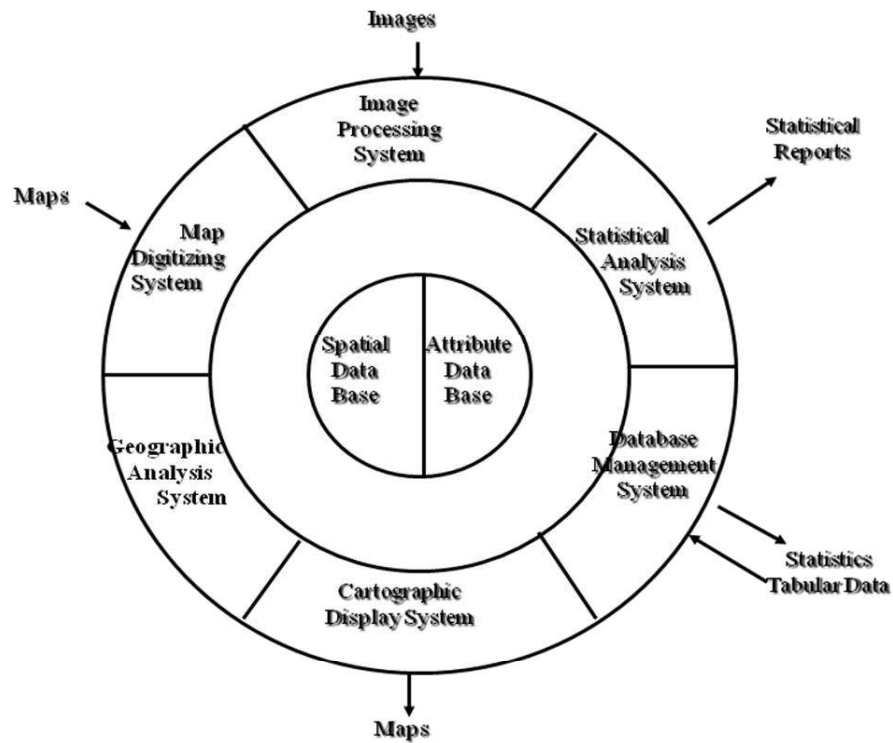 Images
Image
Processing
System
Statistical
Reports
Maps
Map
Digitizing
System
Statistical
Analysis
System
Spatial
Data
Base
Attribute
Data
Base
Geographic
Analysis
System
Database
Management
System
Statistics
Tabular Data
Cartographic
Display System
Maps